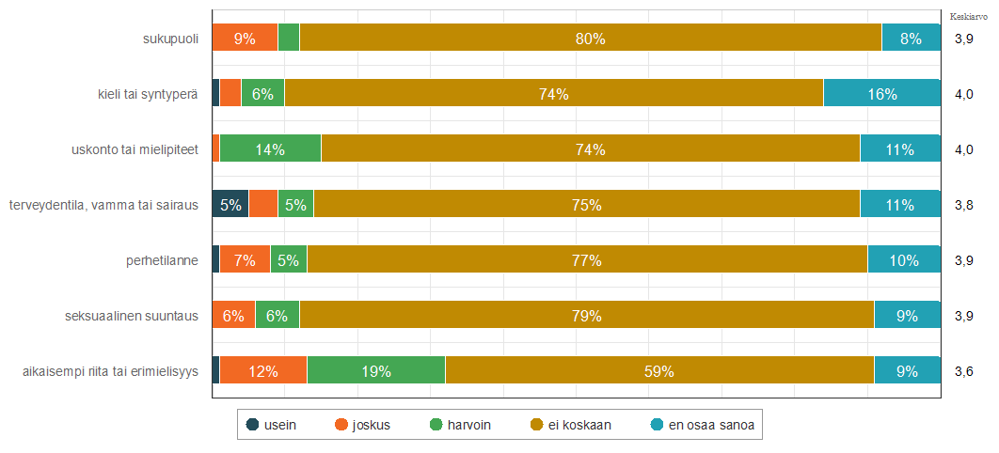 Keskiarvo
sukupuoli 9% 80% 8% 3,9
kieli tai syntyperä 6% 74% 16% 4,0
uskonto tai mielipiteet 14% 74% 11% 4,0
terveydentila, vamma tai sairaus 5% 5% 75% 11% 3,8
perhetilanne 7% 5% 77% 10% 3,9
seksuaalinen suuntaus 6% 6% 79% 9% 3,9
aikaisempi riita tai erimielisyys 12% 19% 59% 9% 3,6
usein joskus harvoin ei koskaan en osaa sanoa